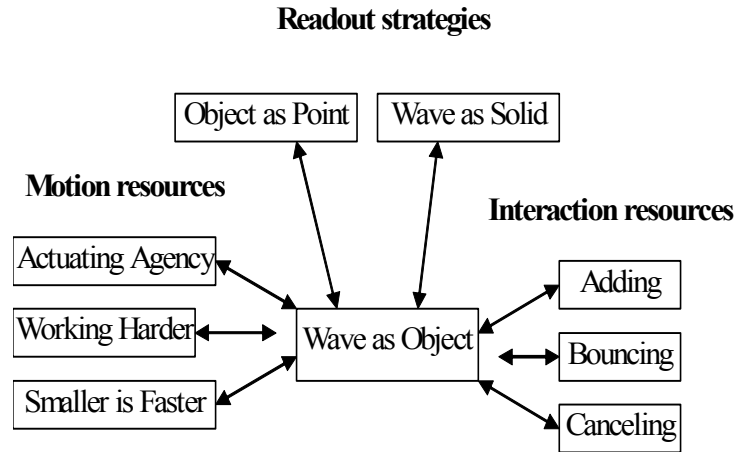 Readout strategies
Object as Point
Wave as Solid
Motion resources
Interaction resources
Actuating Agency
Adding
Working Harder
Wave as Object
Bouncing
Smaller is Faster
Canceling